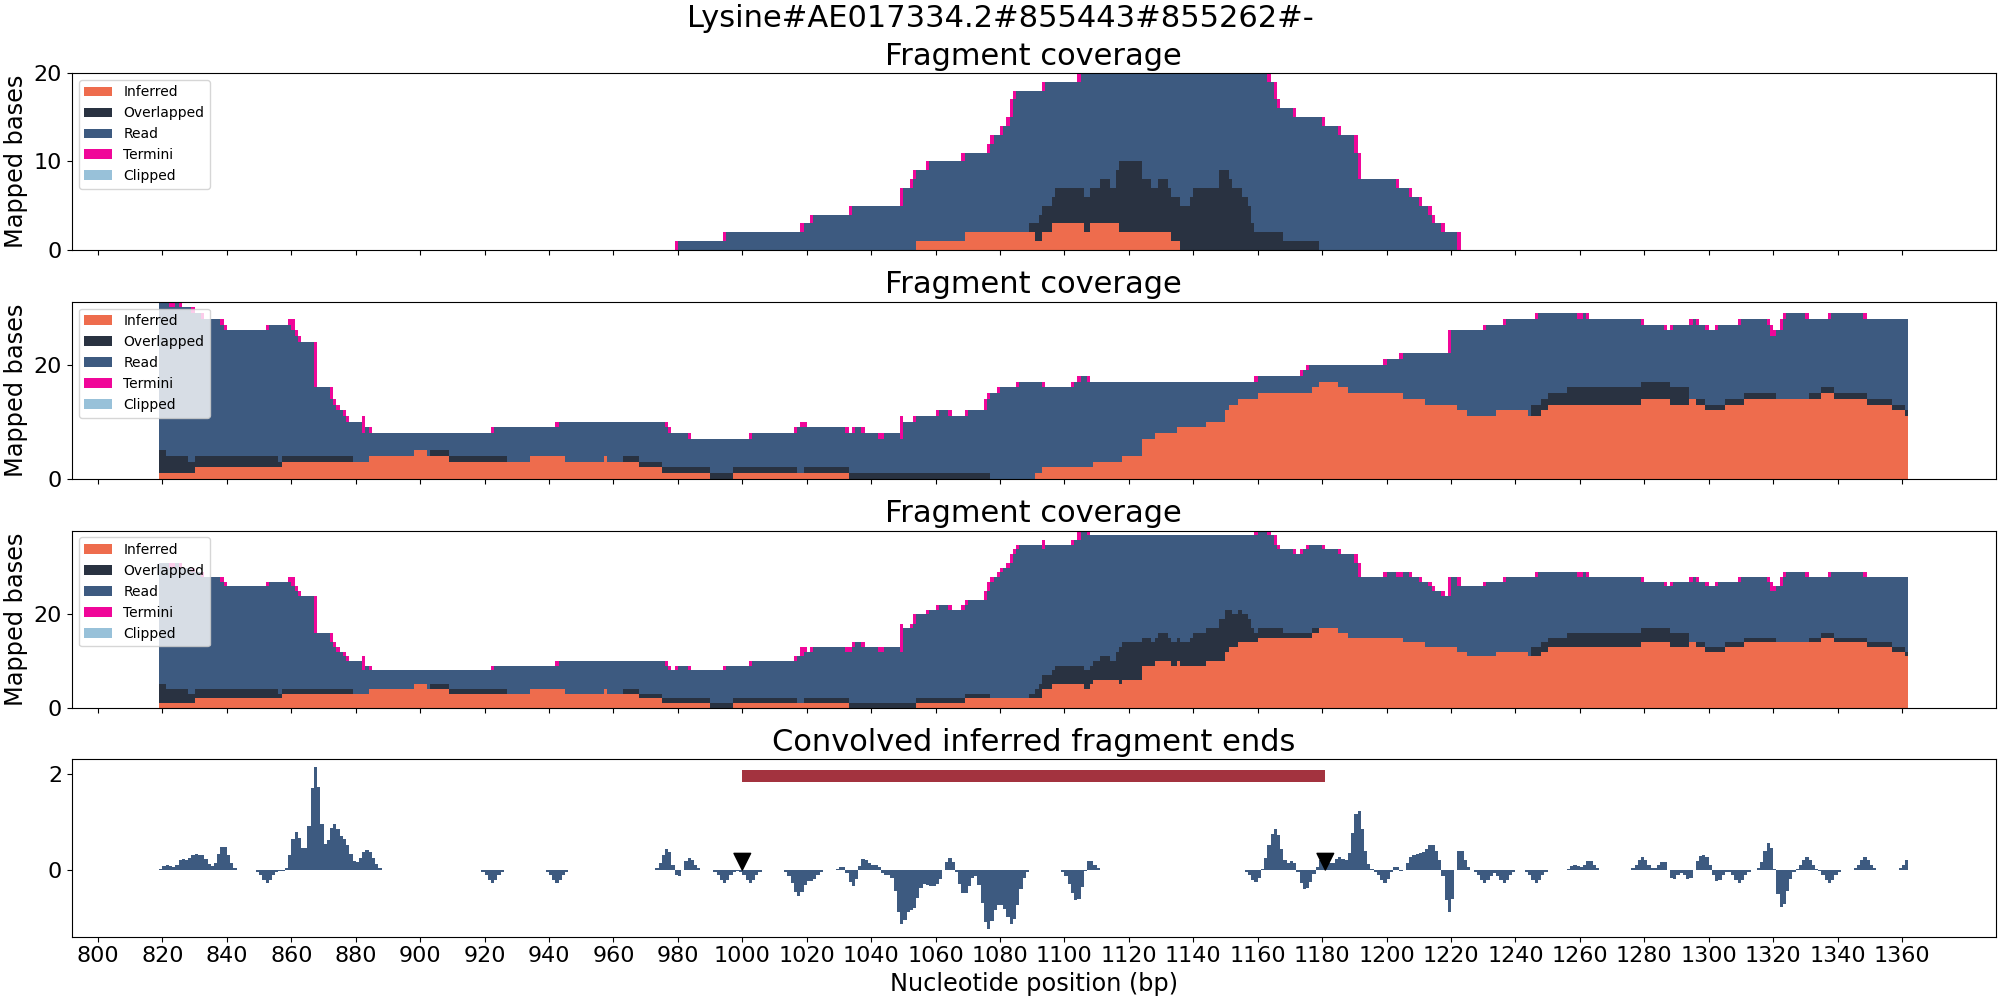 Lysine#AE017334.2#855443#855262#-
Fragment coverage
Mapped bases
20
10
0
Inferred
Overlapped
Read
Termini
Clipped
Fragment coverage
Mapped bases
20
0
Inferred
Overlapped
Read
Termini
Clipped
Fragment coverage
Mapped bases
20
0
Inferred
Overlapped
Read
Termini
Clipped
Convolved inferred fragment ends
2
0
800 820 840 860 880 900 920 940 960 980 1000 1020 1040 1060 1080 1100 1120 1140 1160 1180 1200 1220 1240 1260 1280 1300 1320 1340 1360
Nucleotide position (bp)